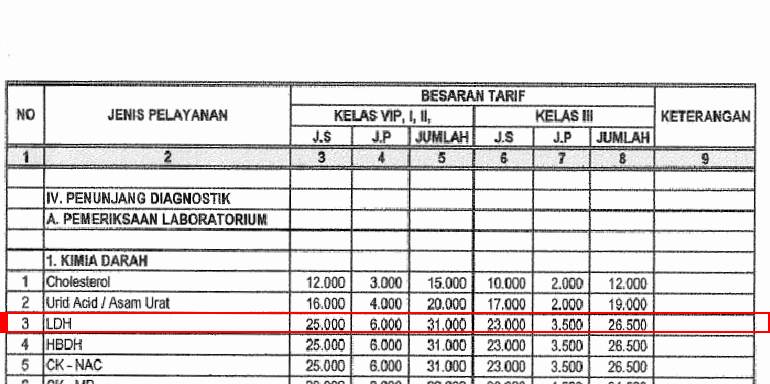 BESARAN TARIF
NO JENIS PELAYANAN KELAS VIP, I, II, KELAS III KETERANGAN
J.S J.P JUMLAH J.S J.P JUMLAH
1 2 3 4 5 6 7 8 9
IV. PENUNJANG DIAGNOSTIK
A. PEMERIKSAAN LABORATORIUM
1. KIMIA DARAH
1 Cholesterol 12.000 3.000 15.000 10.000 2.000 12.000
2 Urid Acid / Asam Urat 16.000 4.000 20.000 17.000 2.000 19.000
3 LDH 25.000 6.000 31.000 23.000 3.500 26.500
4 HBDH 25.000 6.000 31.000 23.000 3.500 26.500
5 CK - NAC 25.000 6.000 31.000 23.000 3.500 26.500